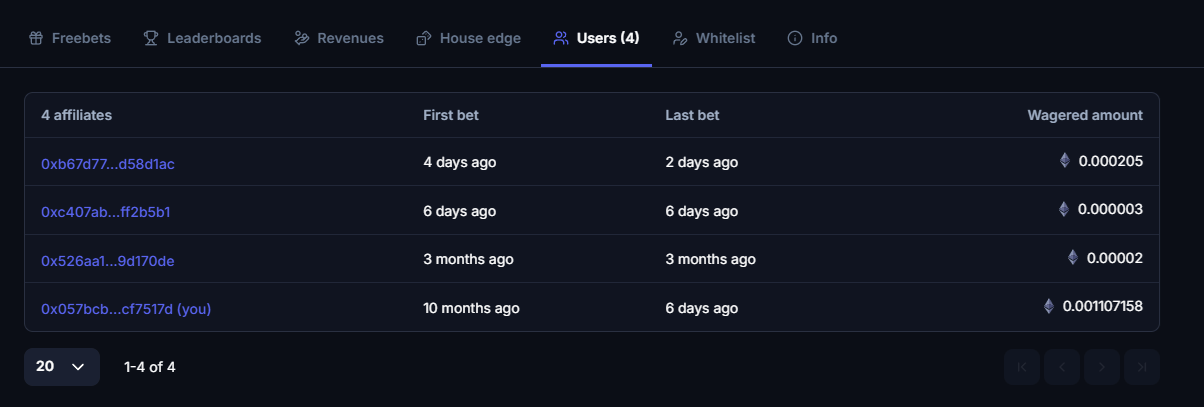 Freebets Leaderboards Revenues House edge Users (4) Whitelist Info
4 affiliates First bet Last bet Wagered amount
0xb67d77...d58d1ac 4 days ago 2 days ago 0.000205
0xc407ab...ff2b5b1 6 days ago 6 days ago 0.000003
0x526aa1...9d170de 3 months ago 3 months ago 0.00002
0x057bcb...cf7517d (you) 10 months ago 6 days ago 0.001107158
20 1-4 of 4